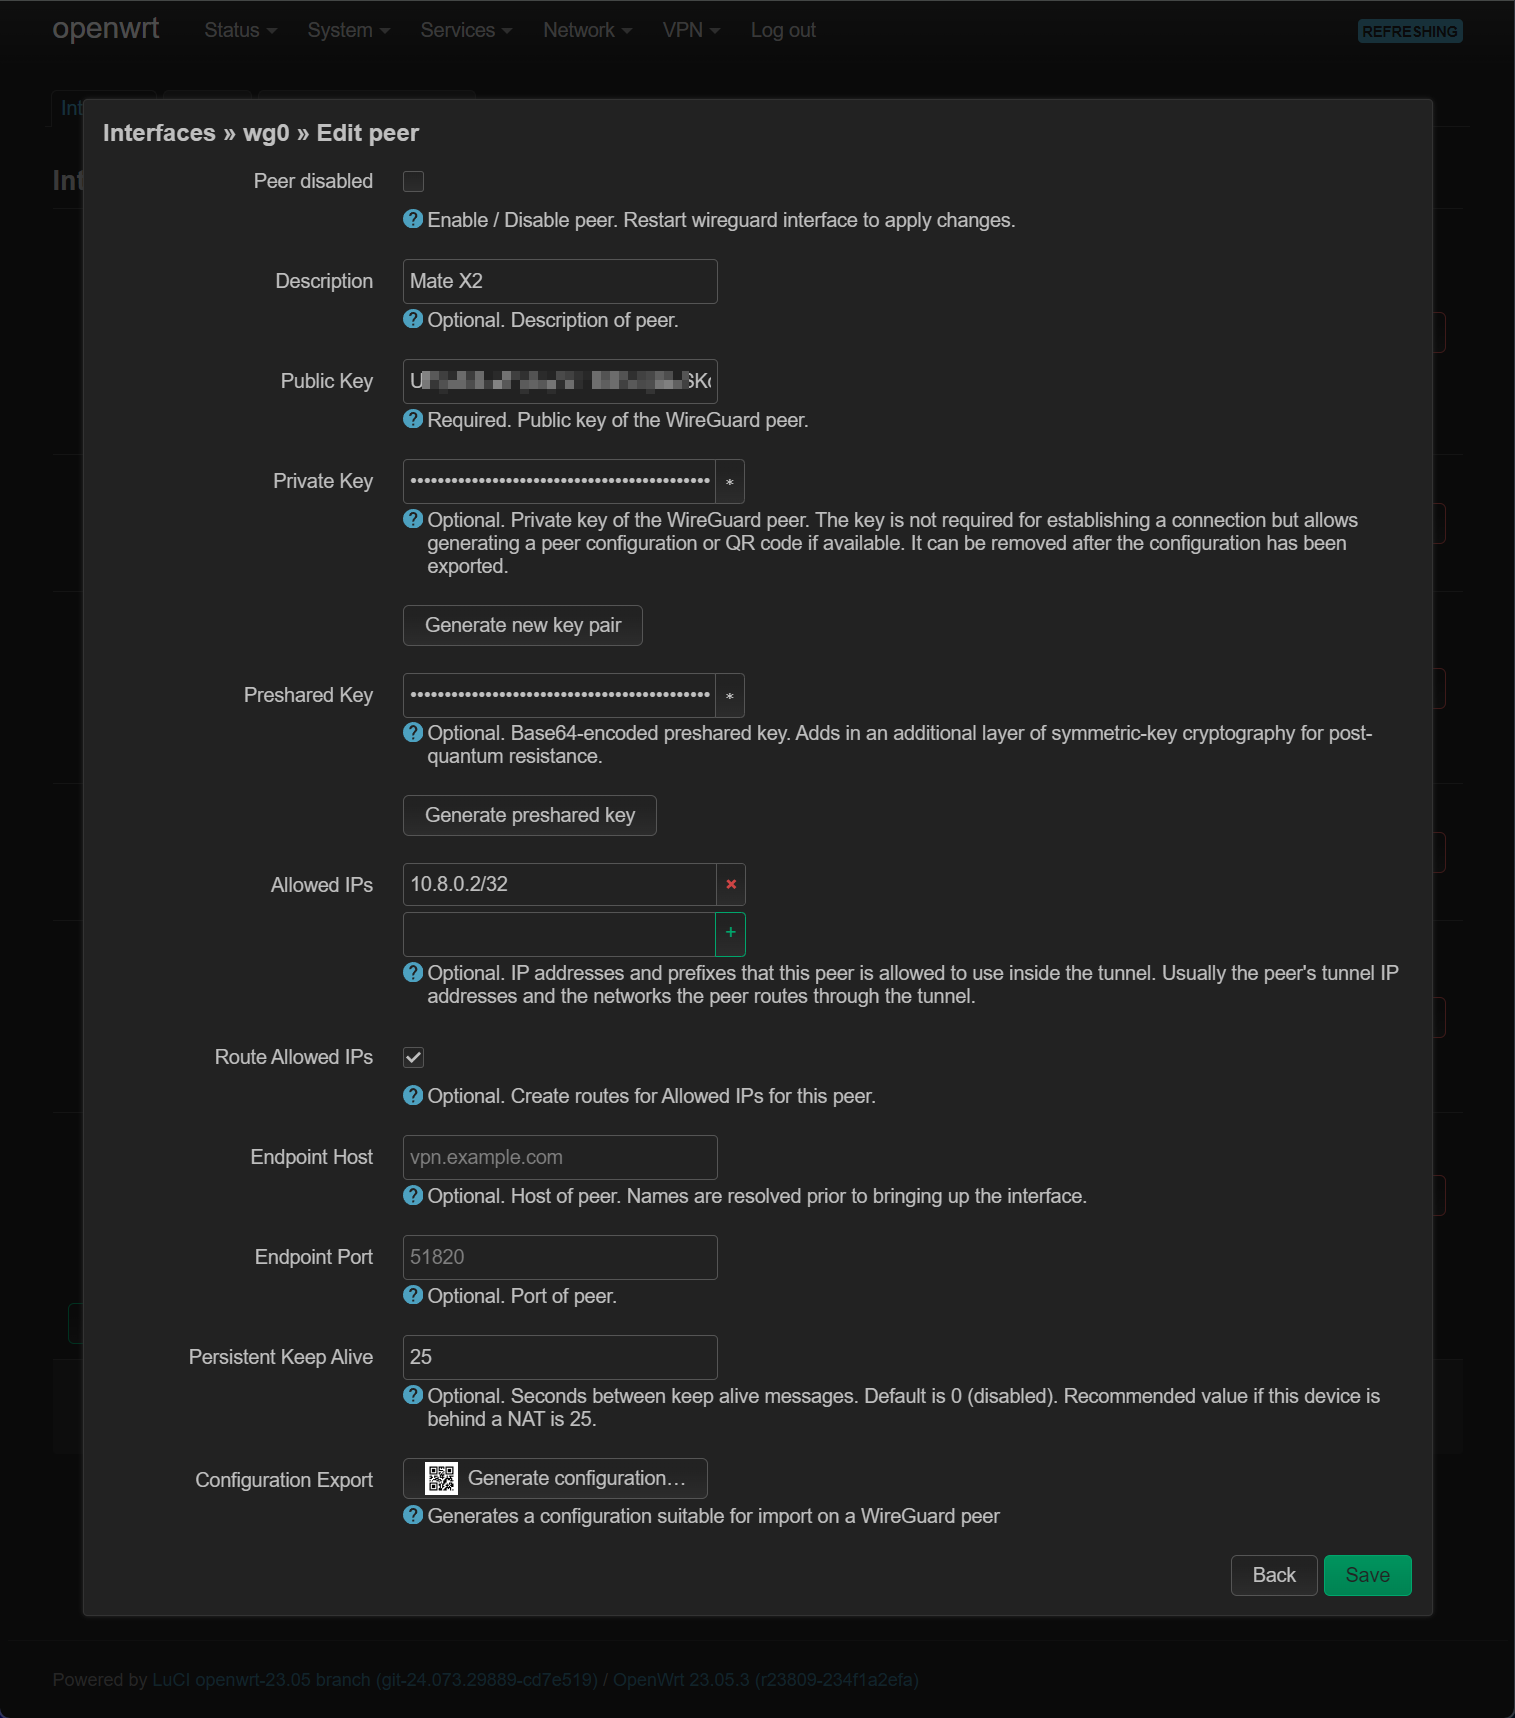 openwrt Status System Services Network VPN Log out REFRESHING
Int
Interfaces » wg0 » Edit peer
Int
Peer disabled
Enable / Disable peer. Restart wireguard interface to apply changes.
Description Mate X2
Optional. Description of peer.
Public Key U SKd
Required. Public key of the WireGuard peer.
Private Key •••••••••••••••••••••••••••••••••••••••••••• *
Optional. Private key of the WireGuard peer. The key is not required for establishing a connection but allows
generating a peer configuration or QR code if available. It can be removed after the configuration has been
exported.
Generate new key pair
Preshared Key •••••••••••••••••••••••••••••••••••••••••••• *
Optional. Base64-encoded preshared key. Adds in an additional layer of symmetric-key cryptography for post-
quantum resistance.
Generate preshared key
Allowed IPs 10.8.0.2/32 ×
+
Optional. IP addresses and prefixes that this peer is allowed to use inside the tunnel. Usually the peer's tunnel IP
addresses and the networks the peer routes through the tunnel.
Route Allowed IPs
Optional. Create routes for Allowed IPs for this peer.
Endpoint Host vpn.example.com
Optional. Host of peer. Names are resolved prior to bringing up the interface.
Endpoint Port 51820
Optional. Port of peer.
Persistent Keep Alive 25
Optional. Seconds between keep alive messages. Default is 0 (disabled). Recommended value if this device is
behind a NAT is 25.
Configuration Export Generate configuration…
Generates a configuration suitable for import on a WireGuard peer
Back Save
Powered by LuCI openwrt-23.05 branch (git-24.073.29889-cd7e519) / OpenWrt 23.05.3 (r23809-234f1a2efa)